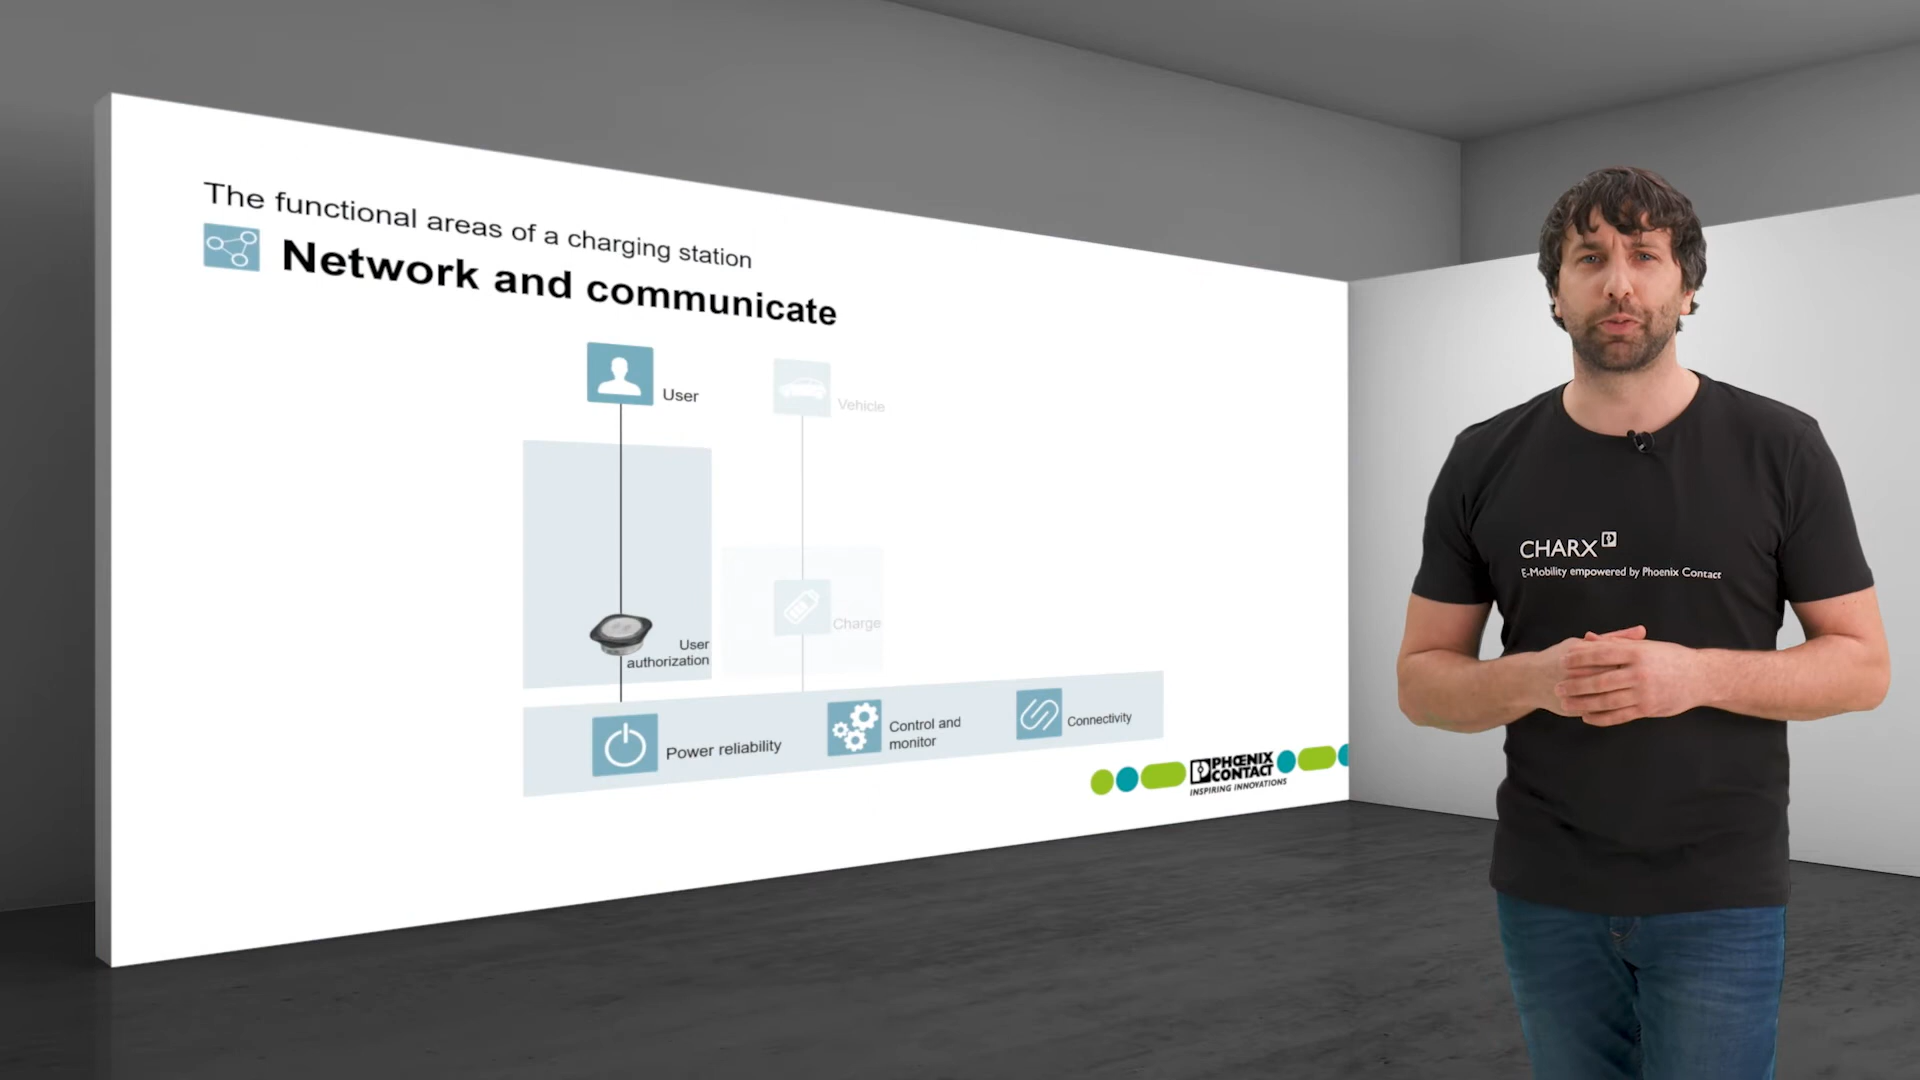 The functional areas of a charging station
Network and communicate
User
Vehicle
User
authorization
Charge
Power reliability
Control and
monitor
Connectivity
PHŒNIX
CONTACT
INSPIRING INNOVATIONS
CHARX
E-Mobility empowered by Phoenix Contact